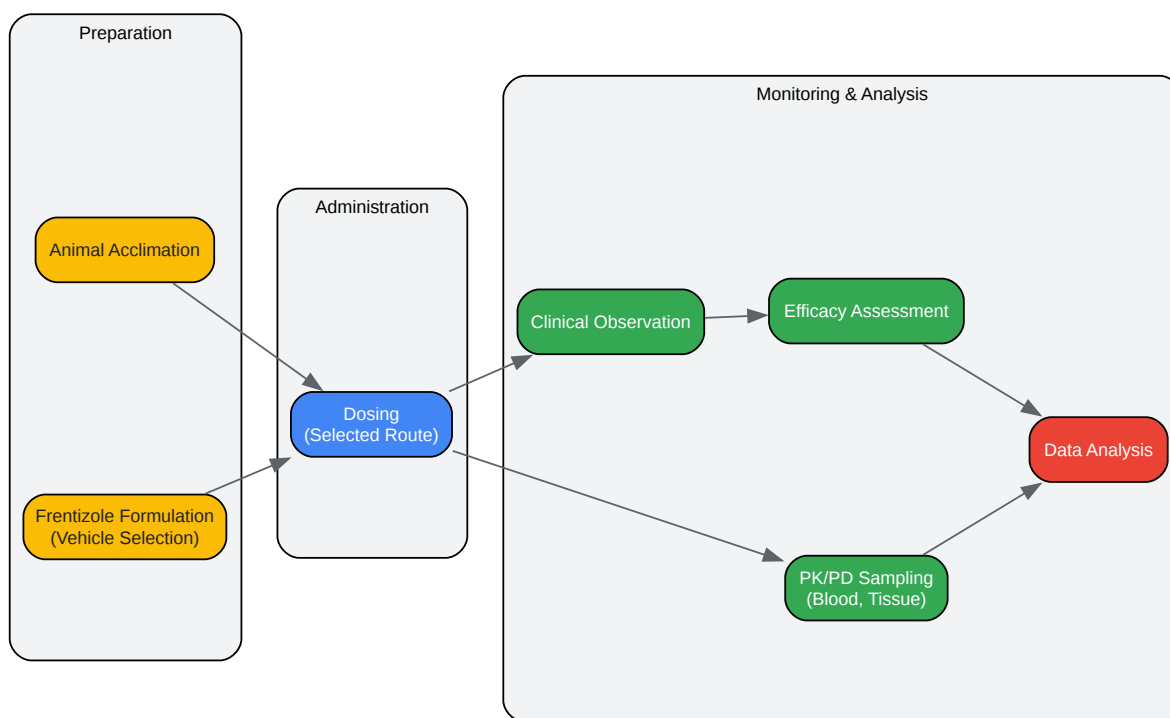 Preparation
Animal Acclimation
Frentizole Formulation
(Vehicle Selection)
Administration
Dosing
(Selected Route)
Monitoring & Analysis
Clinical Observation
Efficacy Assessment
PK/PD Sampling
(Blood, Tissue)
Data Analysis